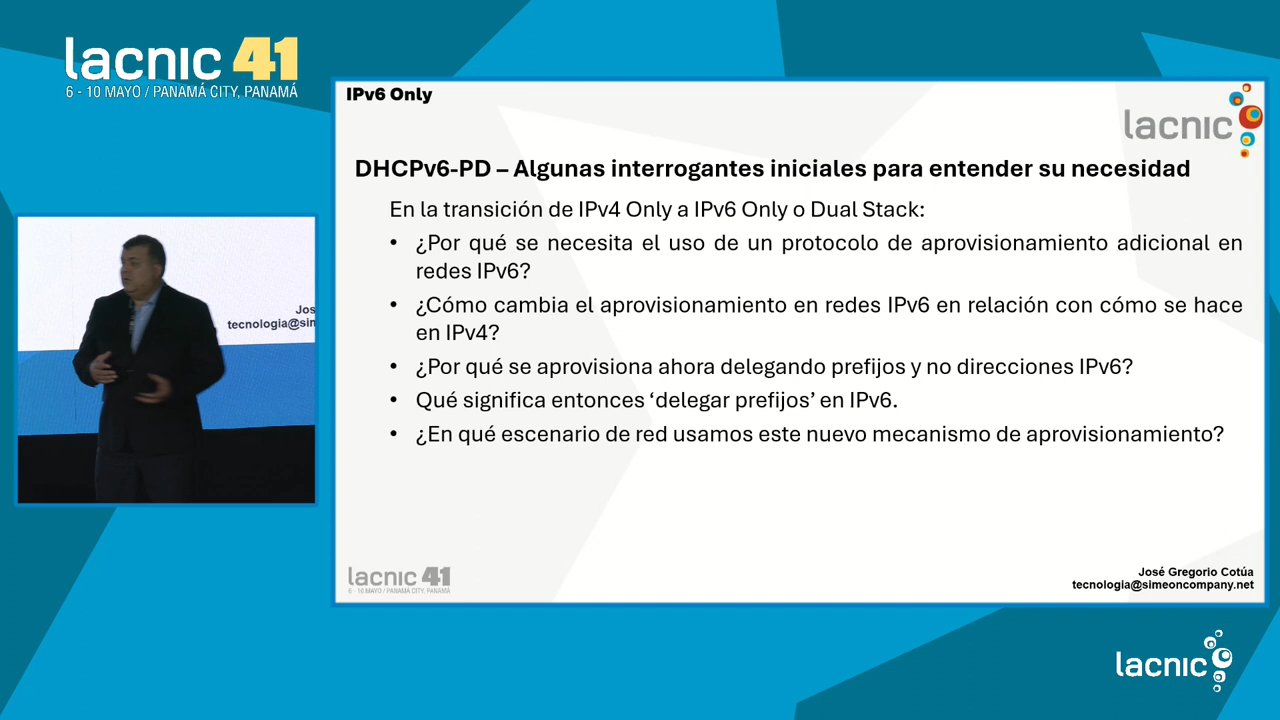 lacnic 41
6 - 10 MAYO / PANAMÁ CITY, PANAMÁ
IPv6 Only
lacnic
DHCPv6-PD – Algunas interrogantes iniciales para entender su necesidad
En la transición de IPv4 Only a IPv6 Only o Dual Stack:
• ¿Por qué se necesita el uso de un protocolo de aprovisionamiento adicional en
redes IPv6?
• ¿Cómo cambia el aprovisionamiento en redes IPv6 en relación con cómo se hace
en IPv4?
• ¿Por qué se aprovisiona ahora delegando prefijos y no direcciones IPv6?
• Qué significa entonces ‘delegar prefijos’ en IPv6.
• ¿En qué escenario de red usamos este nuevo mecanismo de aprovisionamiento?
Jos
tecnologia@sim
lacnic 41
6 - 10 MAYO / PANAMÁ CITY, PANAMÁ
José Gregorio Cotúa
tecnologia@simeoncompany.net
lacnic